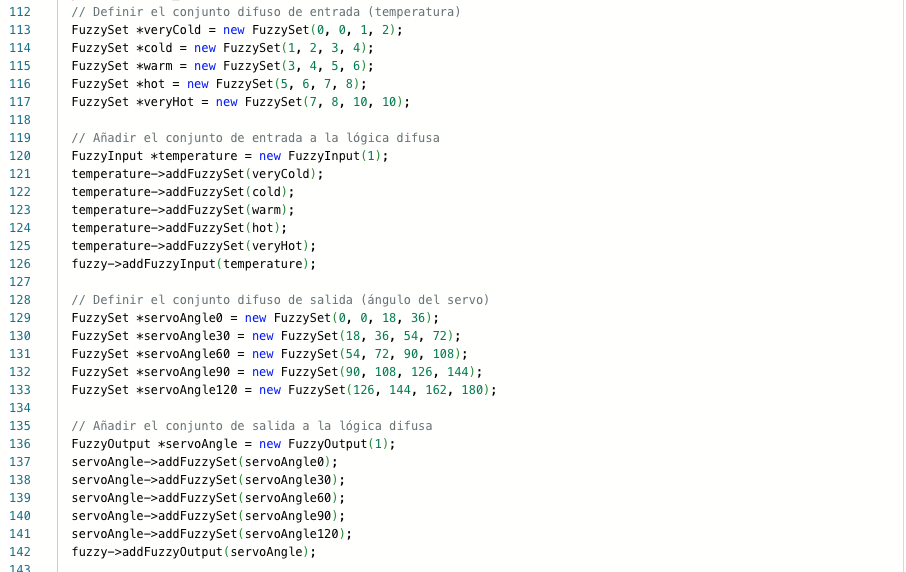 112 // Definir el conjunto difuso de entrada (temperatura)
113 FuzzySet *veryCold = new FuzzySet(0, 0, 1, 2);
114 FuzzySet *cold = new FuzzySet(1, 2, 3, 4);
115 FuzzySet *warm = new FuzzySet(3, 4, 5, 6);
116 FuzzySet *hot = new FuzzySet(5, 6, 7, 8);
117 FuzzySet *veryHot = new FuzzySet(7, 8, 10, 10);
118
119 // Añadir el conjunto de entrada a la lógica difusa
120 FuzzyInput *temperature = new FuzzyInput(1);
121 temperature->addFuzzySet(veryCold);
122 temperature->addFuzzySet(cold);
123 temperature->addFuzzySet(warm);
124 temperature->addFuzzySet(hot);
125 temperature->addFuzzySet(veryHot);
126 fuzzy->addFuzzyInput(temperature);
127
128 // Definir el conjunto difuso de salida (ángulo del servo)
129 FuzzySet *servoAngle0 = new FuzzySet(0, 0, 18, 36);
130 FuzzySet *servoAngle30 = new FuzzySet(18, 36, 54, 72);
131 FuzzySet *servoAngle60 = new FuzzySet(54, 72, 90, 108);
132 FuzzySet *servoAngle90 = new FuzzySet(90, 108, 126, 144);
133 FuzzySet *servoAngle120 = new FuzzySet(126, 144, 162, 180);
134
135 // Añadir el conjunto de salida a la lógica difusa
136 FuzzyOutput *servoAngle = new FuzzyOutput(1);
137 servoAngle->addFuzzySet(servoAngle0);
138 servoAngle->addFuzzySet(servoAngle30);
139 servoAngle->addFuzzySet(servoAngle60);
140 servoAngle->addFuzzySet(servoAngle90);
141 servoAngle->addFuzzySet(servoAngle120);
142 fuzzy->addFuzzyOutput(servoAngle);
143